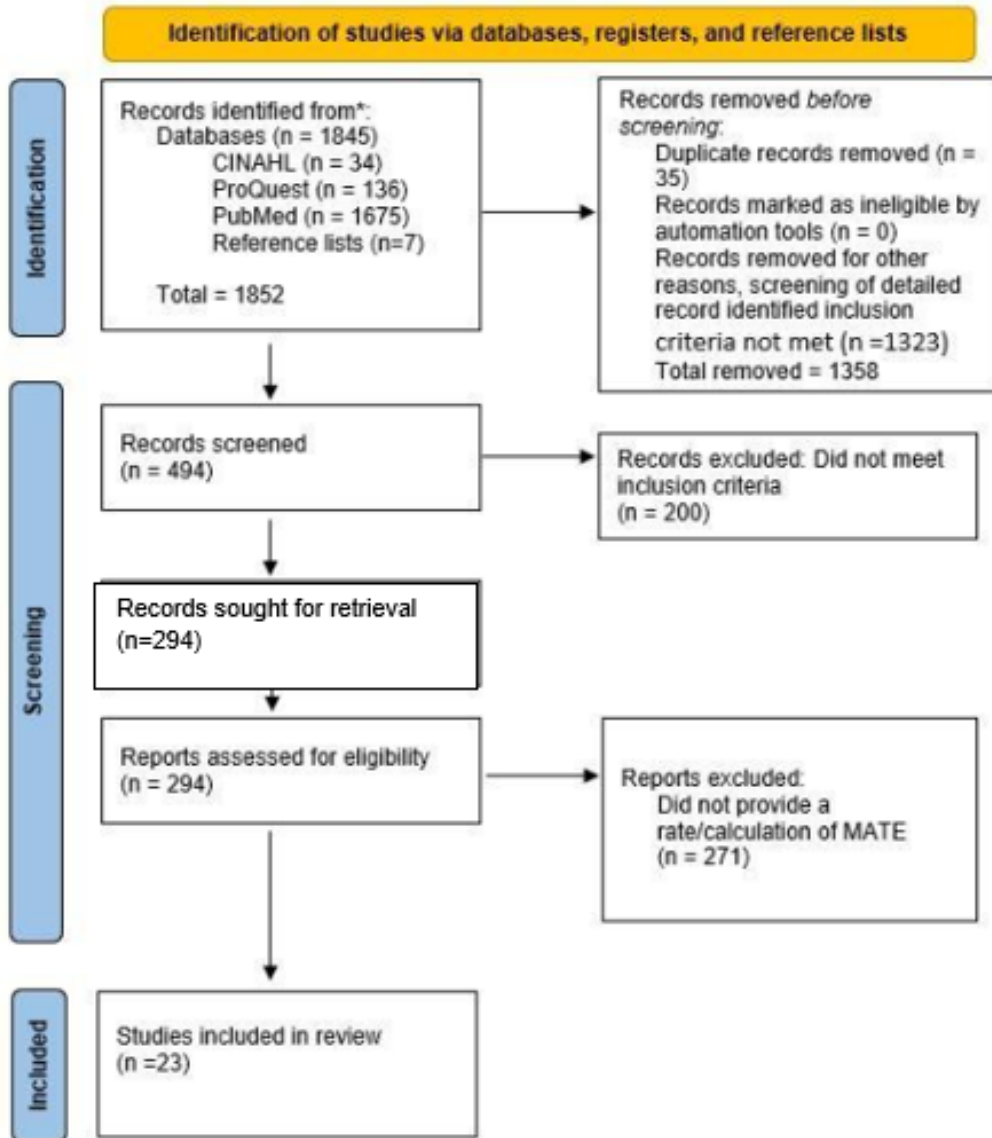 Identification of studies via databases, registers, and reference lists
Identification
Records identified from*:
Databases (n = 1845)
CINAHL (n = 34)
ProQuest (n = 136)
PubMed (n = 1675)
Reference lists (n=7)
Total = 1852
Records removed before
screening:
Duplicate records removed (n =
35)
Records marked as ineligible by
automation tools (n = 0)
Records removed for other
reasons, screening of detailed
record identified inclusion
criteria not met (n =1323)
Total removed = 1358
Screening
Records screened
(n = 494)
Records excluded: Did not meet
inclusion criteria
(n = 200)
Records sought for retrieval
(n=294)
Reports assessed for eligibility
(n = 294)
Reports excluded:
Did not provide a
rate/calculation of MATE
(n = 271)
Included
Studies included in review
(n =23)